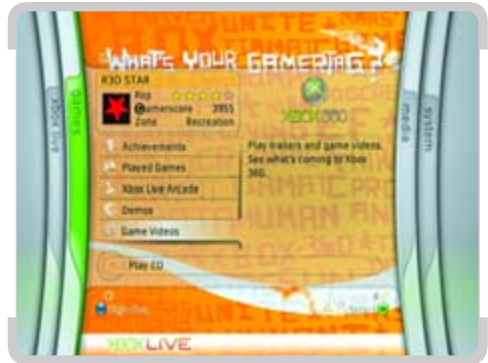 WHAT'S YOUR GAMERTAG?
R3D STAR
Rep
Gamerscore 3955
Zone Recreation
XBOX 360
xbox live
games
media
system
Achievements
Played Games
Xbox Live Arcade
Demos
Game Videos
Play CD
Play trailers and game videos.
See what's coming to Xbox
360.
XBOX LIVE